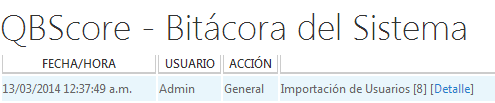 QBScore - Bitácora del Sistema
FECHA/HORA USUARIO ACCIÓN
13/03/2014 12:37:49 a.m. Admin General Importación de Usuarios [8] [Detalle]